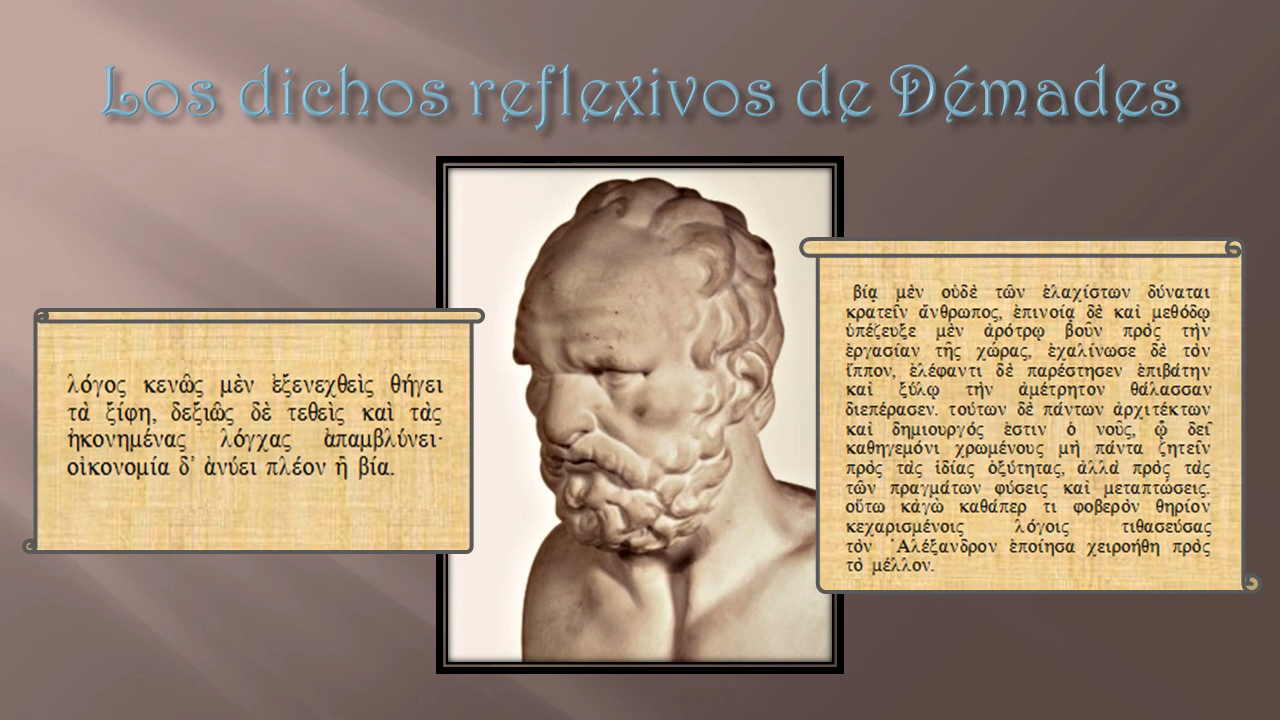 Los dichos reflexivos de Démades
λόγος κενῶς μὲν ἐξενεχθεὶς θήγει
τὰ ξίφη, δεξιῶς δὲ τεθεὶς καὶ τὰς
ἠκονημένας λόγχας ἀπαμβλύνει·
οἰκονομία δ’ ἀνύει πλέον ἢ βία.
βίᾳ μὲν οὐδὲ τῶν ἐλαχίστων δύναται
κρατεῖν ἄνθρωπος, ἐπινοίᾳ δὲ καὶ μεθόδῳ
ὑπέζευξε μὲν ἀρότρῳ βοῦν πρὸς τὴν
ἐργασίαν τῆς χώρας, ἐχαλίνωσε δὲ τὸν
ἵππον, ἐλέφαντι δὲ παρέστησεν ἐπιβάτην
καὶ ξύλῳ τὴν ἀμέτρητον θάλασσαν
διεπέρασεν. τούτων δὲ πάντων ἀρχιτέκτων
καὶ δημιουργός ἐστιν ὁ νοῦς, ᾧ δεῖ
καθηγεμόνι χρωμένους μὴ πάντα ζητεῖν
πρὸς τὰς ἰδίας ὀξύτητας, ἀλλὰ πρὸς τὰς
τῶν πραγμάτων φύσεις καὶ μεταπτώσεις.
οὕτω κἀγὼ καθάπερ τι φοβερὸν θηρίον
κεχαρισμένοις λόγοις τιθασεύσας
τὸν Ἀλέξανδρον ἐποίησα χειροήθη πρὸς
τὸ μέλλον.